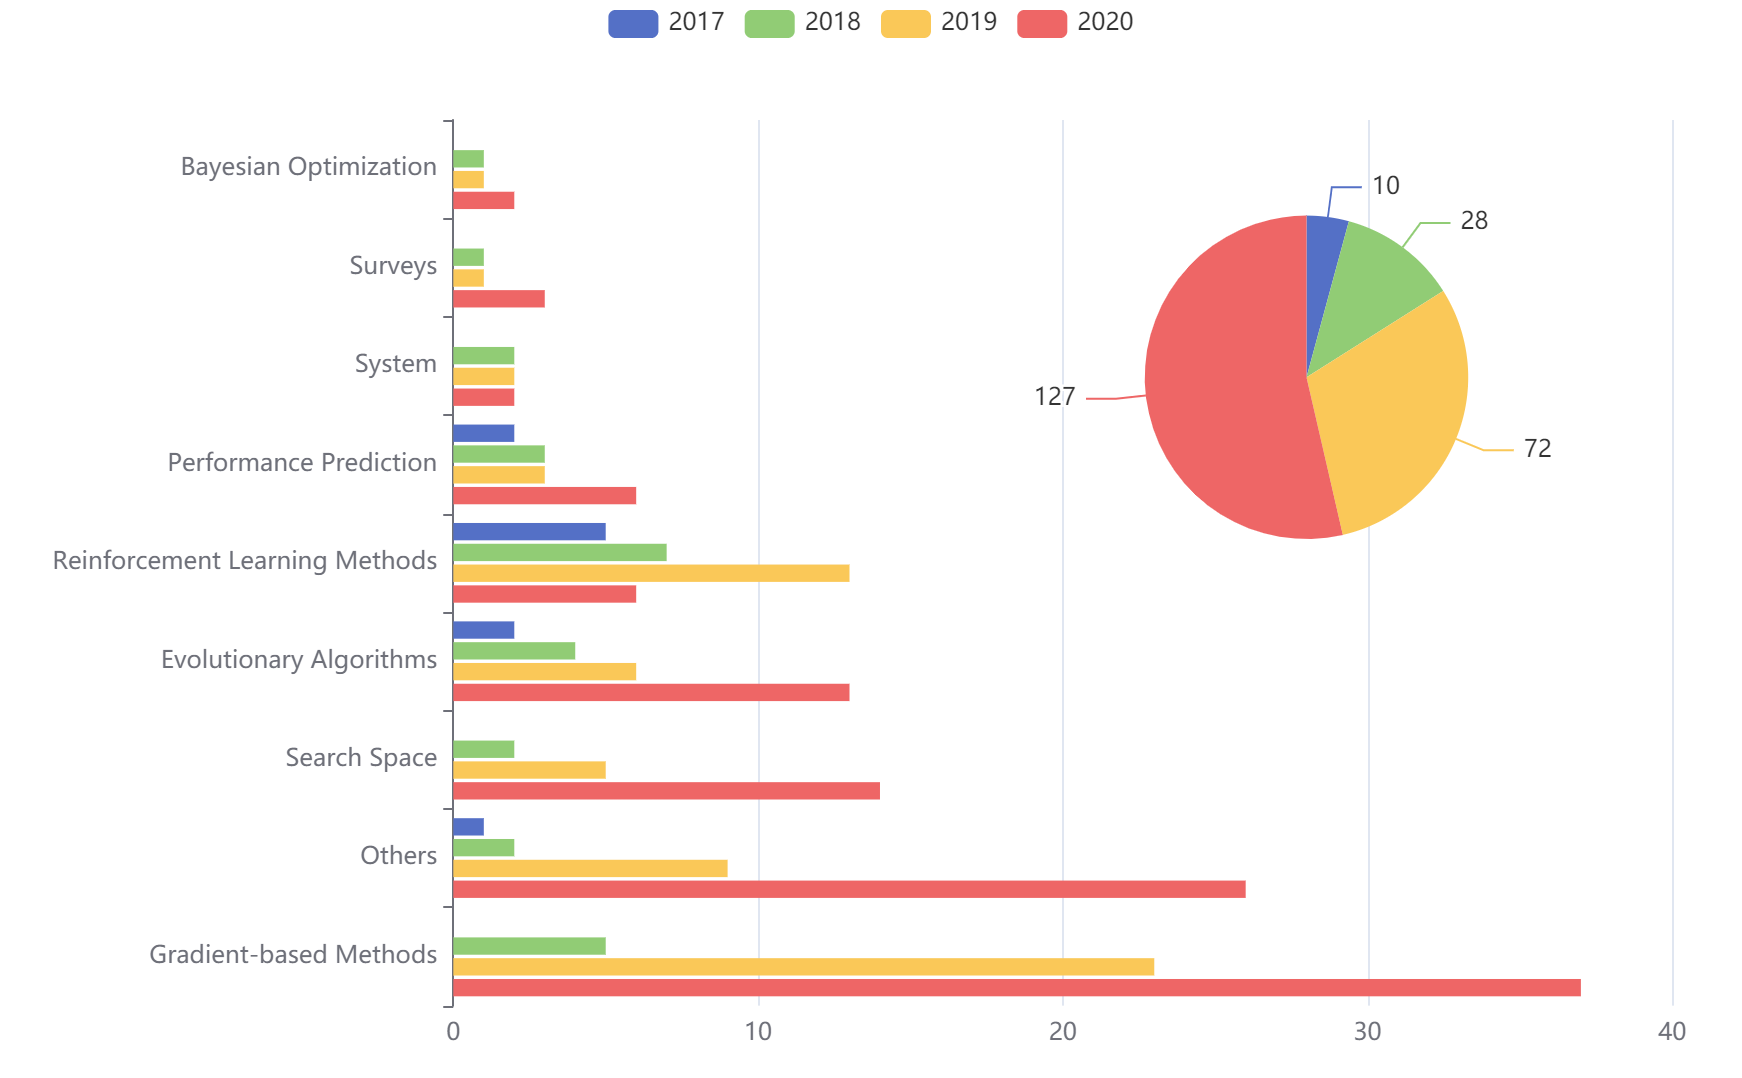 2017 2018 2019 2020
Bayesian Optimization
Surveys
System
Performance Prediction
Reinforcement Learning Methods
Evolutionary Algorithms
Search Space
Others
Gradient-based Methods
0 10 20 30 40
10
28
72
127